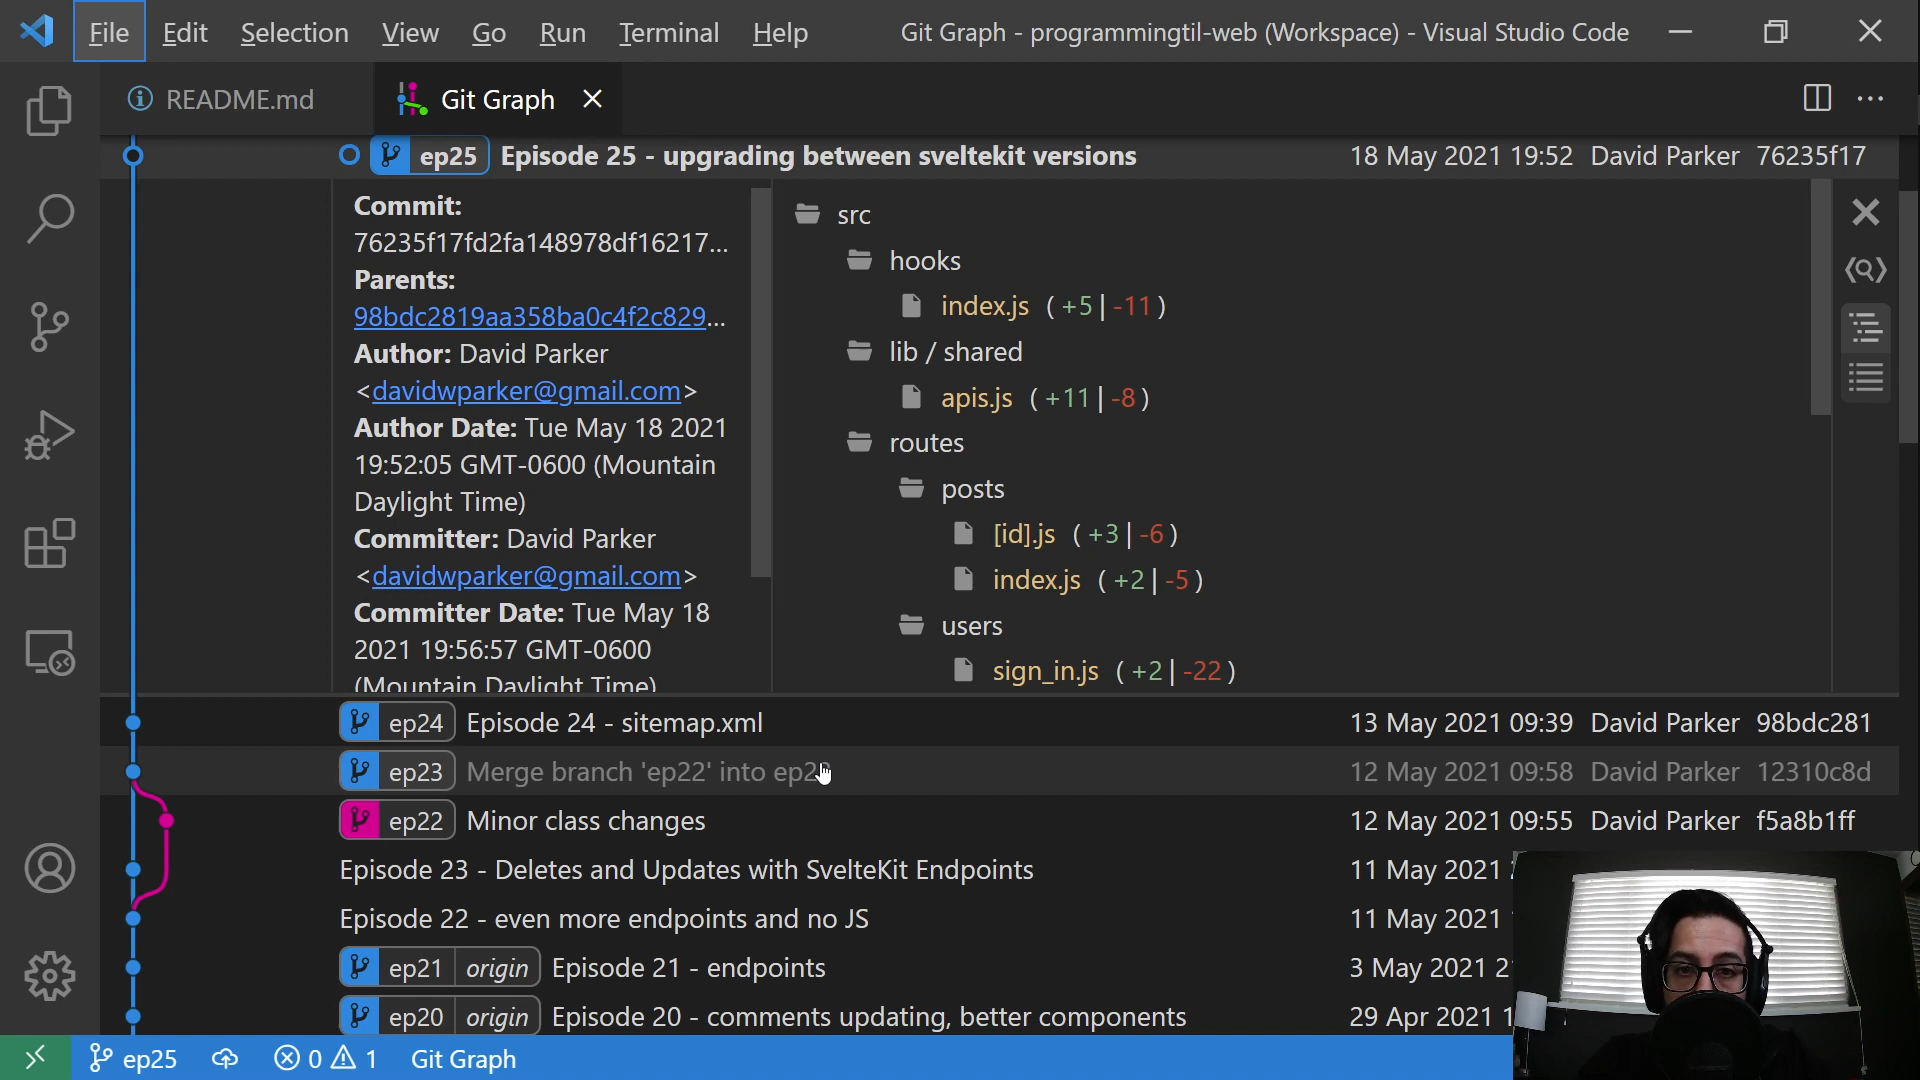 File Edit Selection View Go Run Terminal Help Git Graph - programmingtil-web (Workspace) - Visual Studio Code
README.md Git Graph
ep25 Episode 25 - upgrading between sveltekit versions 18 May 2021 19:52 David Parker 76235f17
Commit:
76235f17fd2fa148978df16217...
Parents:
98bdc2819aa358ba0c4f2c829...
Author: David Parker
<davidwparker@gmail.com>
Author Date: Tue May 18 2021
19:52:05 GMT-0600 (Mountain
Daylight Time)
Committer: David Parker
<davidwparker@gmail.com>
Committer Date: Tue May 18
2021 19:56:57 GMT-0600
(Mountain Daylight Time)
src
hooks
index.js ( +5 | -11 )
lib / shared
apis.js ( +11 | -8 )
routes
posts
[id].js ( +3 | -6 )
index.js ( +2 | -5 )
users
sign_in.js ( +2 | -22 )
ep24 Episode 24 - sitemap.xml 13 May 2021 09:39 David Parker 98bdc281
ep23 Merge branch 'ep22' into 12 May 2021 09:58 David Parker 12310c8d
ep22 Minor class changes 12 May 2021 09:55 David Parker f5a8b1ff
Episode 23 - Deletes and Updates with SvelteKit Endpoints 11 May 2021
Episode 22 - even more endpoints and no JS 11 May 2021
ep21 origin Episode 21 - endpoints 3 May 2021
ep20 origin Episode 20 - comments updating, better components 29 Apr 2021
ep25 0 1 Git Graph